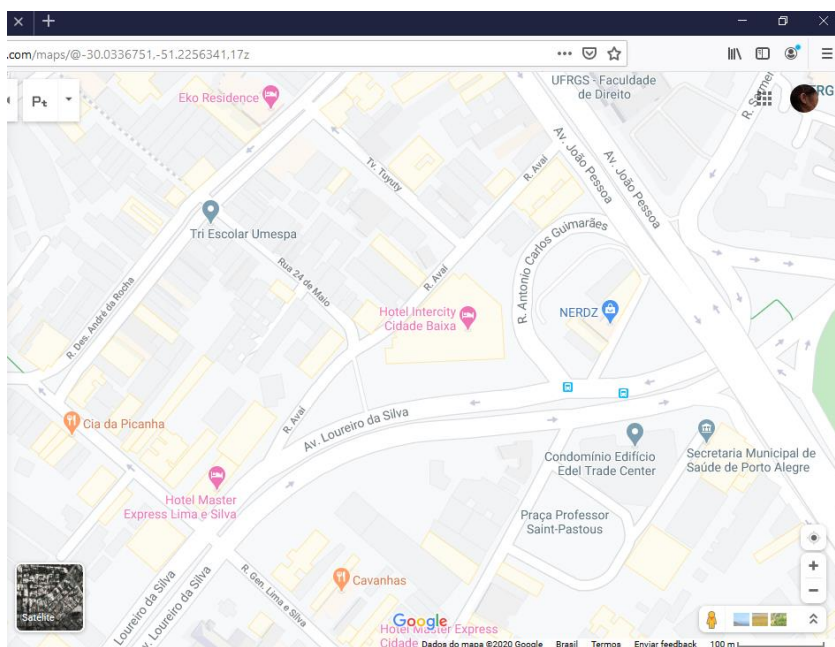 .com/maps/@-30.0336751,-51.2256341,17z
UFRGS - Faculdade
de Direito
Eko Residence
Pt
R. Sarmen
FRG
Av. João Pessoa
Av. João Pessoa
Tv. Tuyuty
R. Avaí
Tri Escolar Umespa
R. Antonio Carlos Guimarães
Rua 24 de Maio
R. Avaí
R. Des. André da Rocha
Hotel Intercity
Cidade Baixa
NERDZ
Cia da Picanha
R. Avaí
Av. Loureiro da Silva
Condomínio Edifício
Edel Trade Center
Secretaria Municipal de
Saúde de Porto Alegre
Hotel Master
Express Lima e Silva
Praça Professor
Saint-Pastous
Loureiro da Silva
Loureiro da Silva
R. Gen. Lima e Silva
Cavanhas
Satélite
Google
Hotel Master Express
Cidade
Dados do mapa ©2020 Google Brasil Termos Enviar feedback 100 m